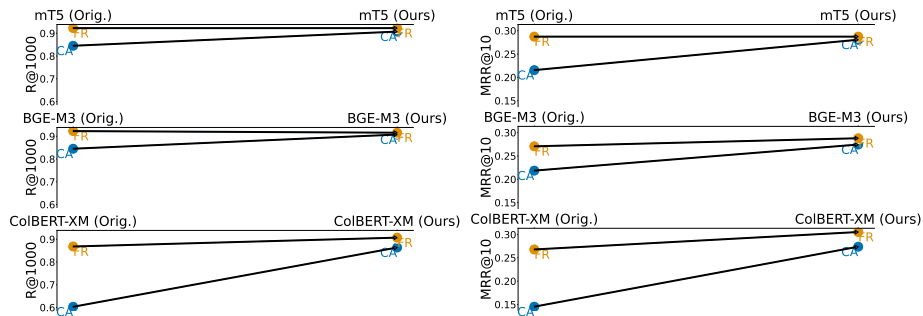 mT5 (Orig.)
mT5 (Ours)
R@1000
0.9
0.8
0.7
0.6
FR
CA
FR
CA
BGE-M3 (Orig.)
BGE-M3 (Ours)
R@1000
0.9
0.8
0.7
0.6
FR
CA
FR
CA
ColBERT-XM (Orig.)
ColBERT-XM (Ours)
R@1000
0.9
0.8
0.7
0.6
FR
CA
FR
CA
mT5 (Orig.)
mT5 (Ours)
MRR@10
0.30
0.25
0.20
0.15
FR
CA
FR
CA
BGE-M3 (Orig.)
BGE-M3 (Ours)
MRR@10
0.30
0.25
0.20
0.15
FR
CA
FR
CA
ColBERT-XM (Orig.)
ColBERT-XM (Ours)
MRR@10
0.30
0.25
0.20
0.15
FR
CA
FR
CA